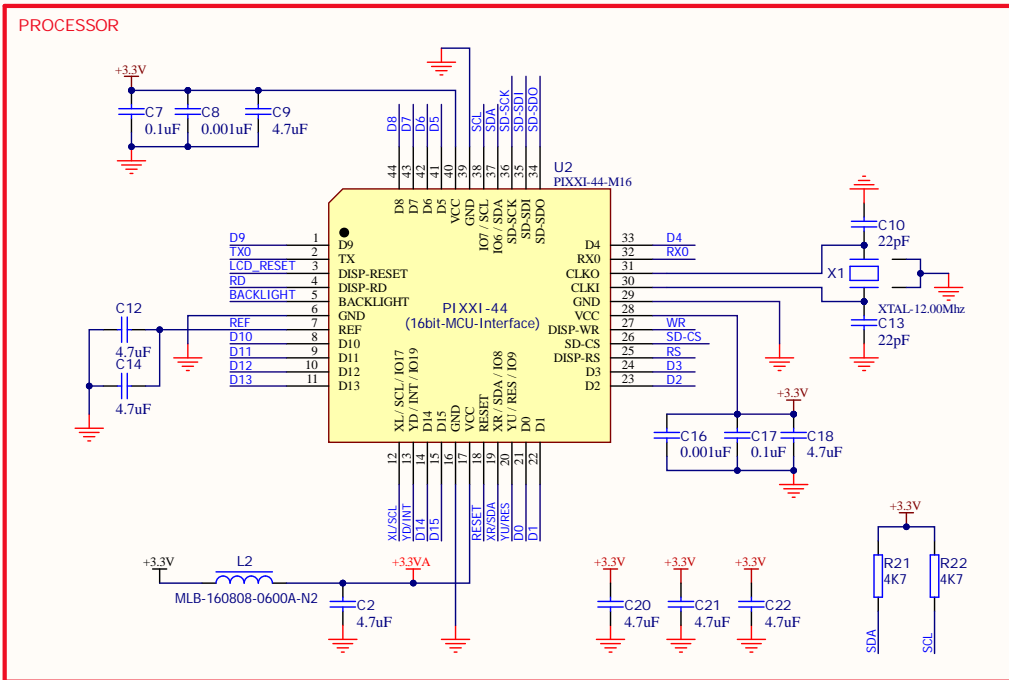 PROCESSOR
+3.3V
C7
0.1uF
C8
0.001uF
C9
4.7uF
D8
D7
D6
D5
SCL
SDA
SD-SCK
SD-SDI
SD-SDO
44
43
42
41
40
39
38
37
36
35
34
U2
PIXXI-44-M16
D8
D7
D6
D5
VCC
GND
IO7 / SCL
IO6 / SDA
SD-SCK
SD-SDI
SD-SDO
D9 1 D9
TX0 2 TX
LCD_RESET 3 DISP-RESET
RD 4 DISP-RD
BACKLIGHT 5 BACKLIGHT
6 GND
REF 7 REF
D10 8 D10
D11 9 D11
D12 10 D12
D13 11 D13
PIXXI-44
(16bit-MCU-Interface)
D4 33 D4
RX0 32 RX0
CLKO 31
CLKI 30
GND 29
VCC 28
DISP-WR 27 WR
SD-CS 26 SD-CS
DISP-RS 25 RS
D3 24 D3
D2 23 D2
C10
22pF
X1
XTAL-12.00Mhz
C13
22pF
C12
4.7uF
C14
4.7uF
XL / SCL / IO17
YD / INT / IO19
D14
D15
GND
VCC
RESET
XR / SDA / IO8
YU / RES / IO9
D0
D1
12
13
14
15
16
17
18
19
20
21
22
XL/SCL
YD/INT
D14
D15
RESET
XR/SDA
YU/RES
D0
D1
+3.3V
C16
0.001uF
C17
0.1uF
C18
4.7uF
+3.3V
L2
MLB-160808-0600A-N2
+3.3VA
C2
4.7uF
+3.3V
C20
4.7uF
+3.3V
C21
4.7uF
+3.3V
C22
4.7uF
+3.3V
R21
4K7
R22
4K7
SDA
SCL